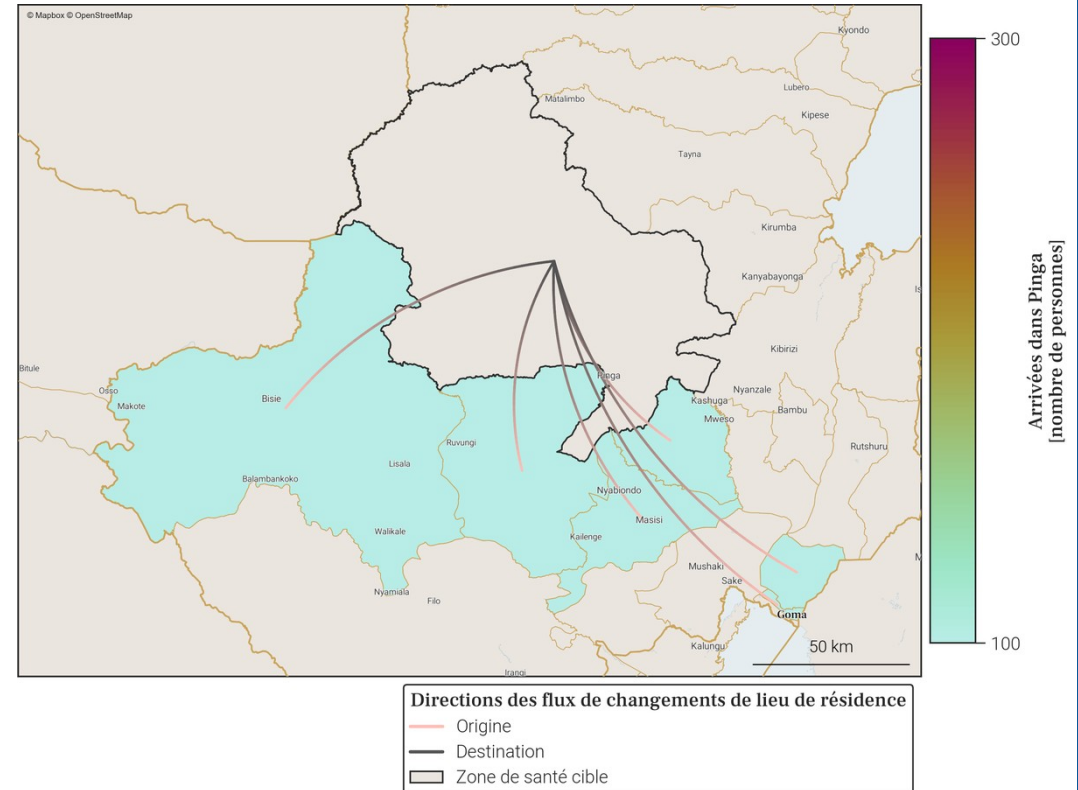 © Mapbox © OpenStreetMap
Kyondo
Matalimbo
Lubero
Kipese
Tayna
Kirumba
Kanyabayonga
Kibirizi
Bitule
Osso
Makote
Bisie
Pinga
Kashuga
Mweso
Nyanzale
Bambu
Rutshuru
Ruvungi
Lisala
Balambankoko
Nyabiondo
Masisi
Walikale
Kailenge
Mushaki
Sake
Nyamiala
Filo
Goma
Kalungu
50 km
Irangi
300
100
Arrivées dans Pinga
[nombre de personnes]
Directions des flux de changements de lieu de résidence
Origine
Destination
Zone de santé cible